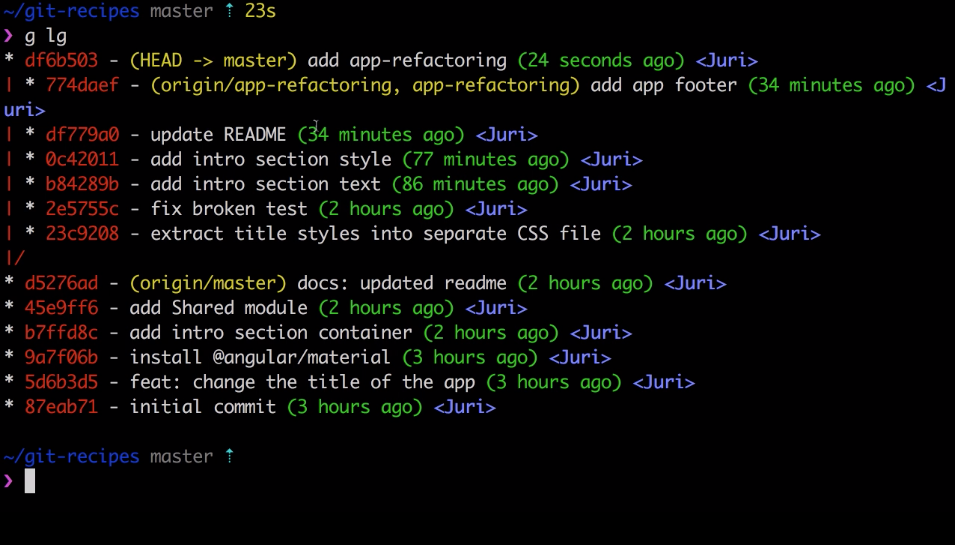 ~/git-recipes master ⇡ 23s
❯ g lg
* df6b503 - (HEAD -> master) add app-refactoring (24 seconds ago) <Juri>
| * 774daef - (origin/app-refactoring, app-refactoring) add app footer (34 minutes ago) <J
uri>
| * df779a0 - update README (34 minutes ago) <Juri>
| * 0c42011 - add intro section style (77 minutes ago) <Juri>
| * b84289b - add intro section text (86 minutes ago) <Juri>
| * 2e5755c - fix broken test (2 hours ago) <Juri>
| * 23c9208 - extract title styles into separate CSS file (2 hours ago) <Juri>
|/
* d5276ad - (origin/master) docs: updated readme (2 hours ago) <Juri>
* 45e9ff6 - add Shared module (2 hours ago) <Juri>
* b7ffd8c - add intro section container (2 hours ago) <Juri>
* 9a7f06b - install @angular/material (3 hours ago) <Juri>
* 5d6b3d5 - feat: change the title of the app (3 hours ago) <Juri>
* 87eab71 - initial commit (3 hours ago) <Juri>
~/git-recipes master ⇡
❯